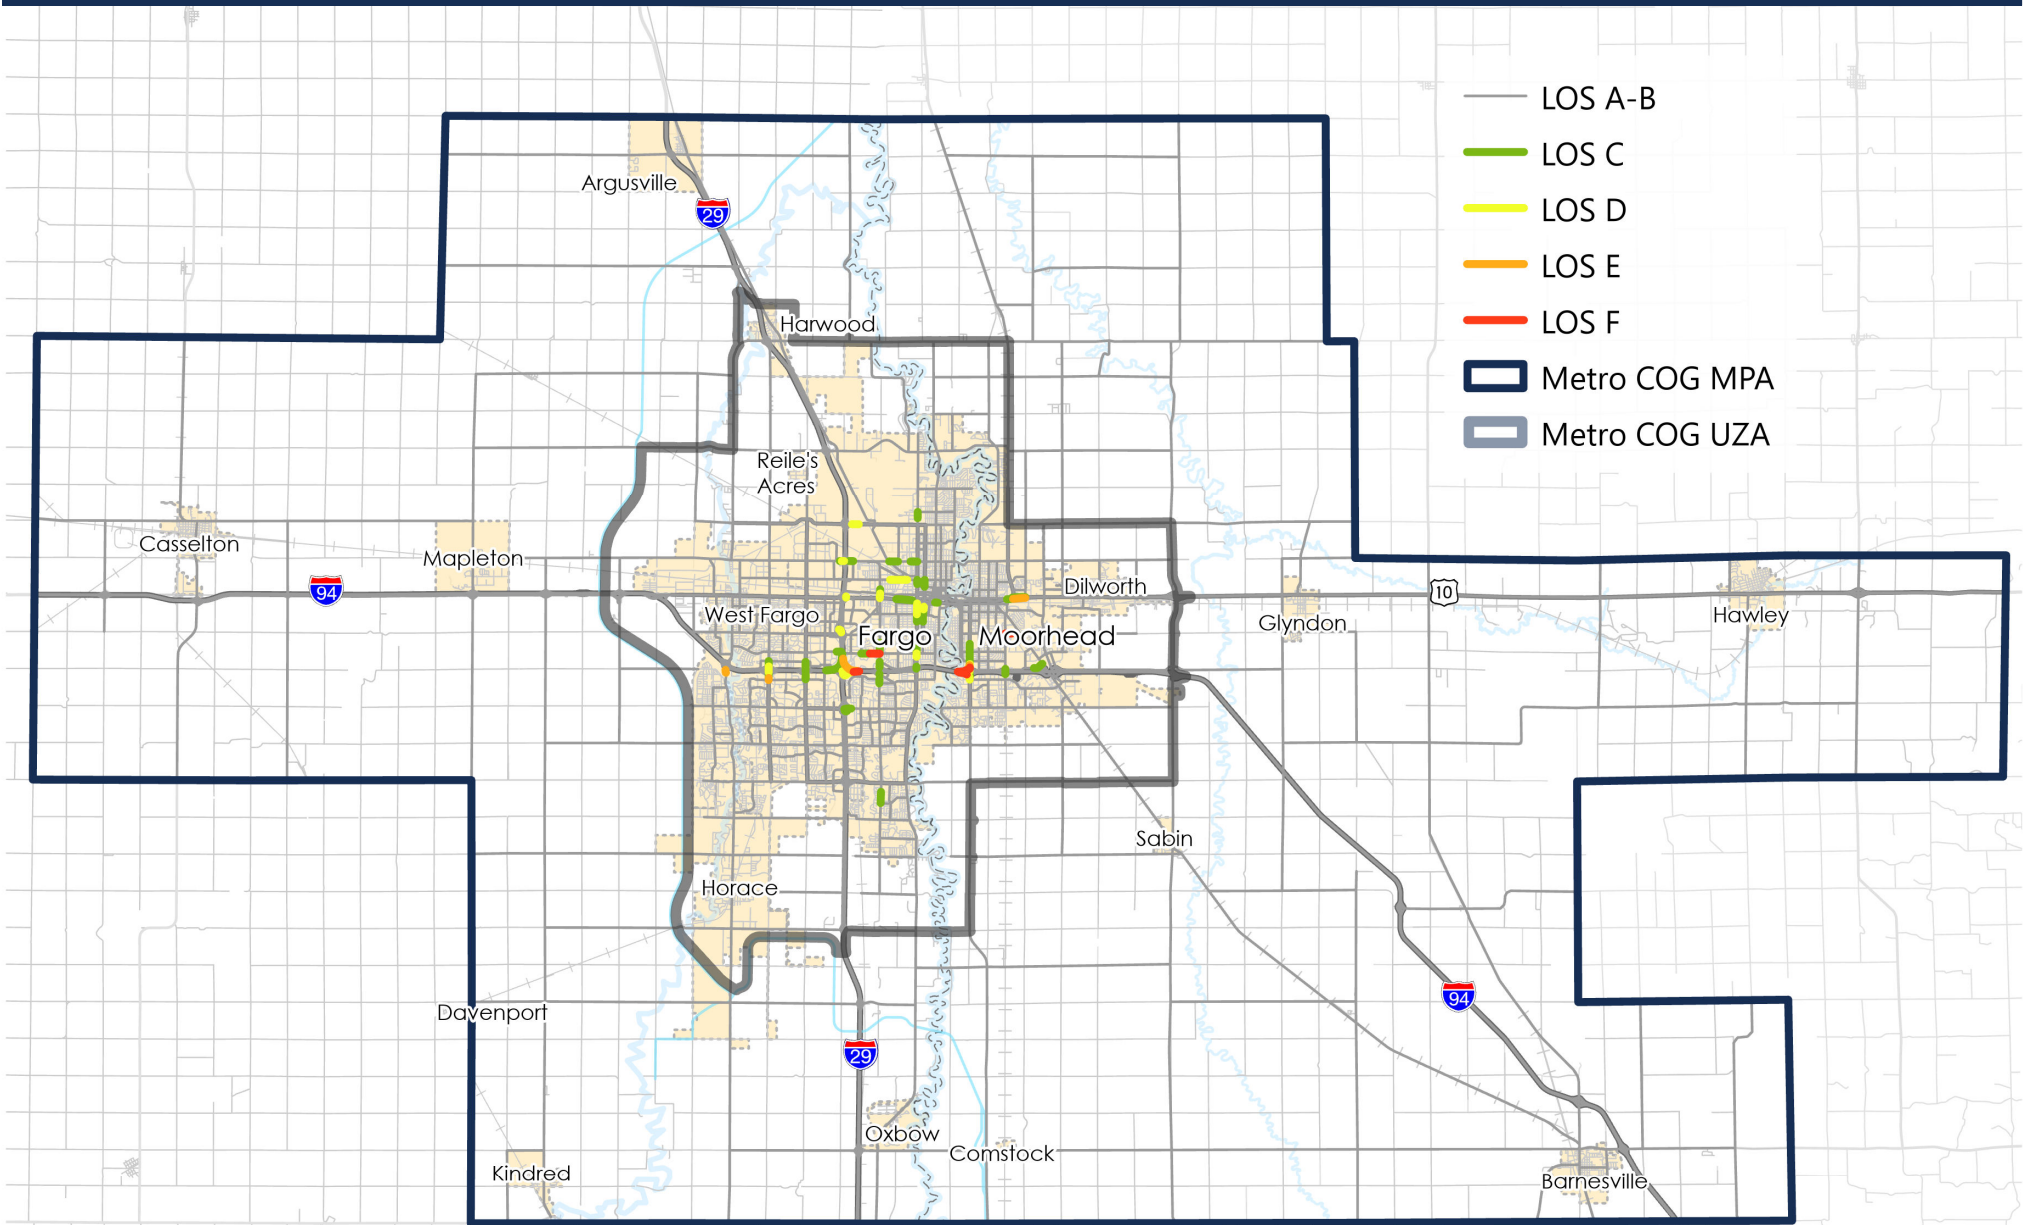 LOS A-B
LOS C
LOS D
LOS E
LOS F
Metro COG MPA
Metro COG UZA
Argusville
29
Harwood
Reile's
Acres
Casselton
Mapleton
94
West Fargo
Fargo
Moorhead
Dilworth
10
Glyndon
Hawley
Sabin
Horace
94
Davenport
29
Oxbow
Comstock
Kindred
Barnesville